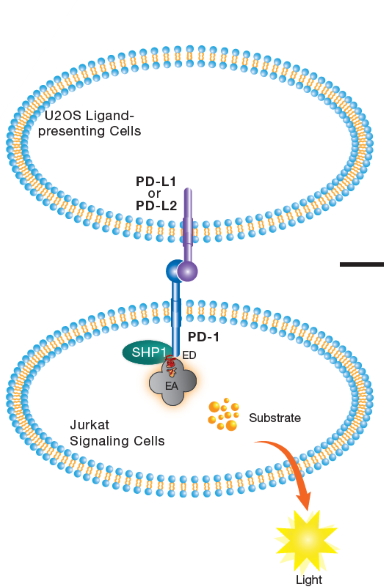 U2OS Ligand-
presenting Cells
PD-L1
or
PD-L2
PD-1
SHP1
ED
EA
Substrate
Jurkat
Signaling Cells
Light